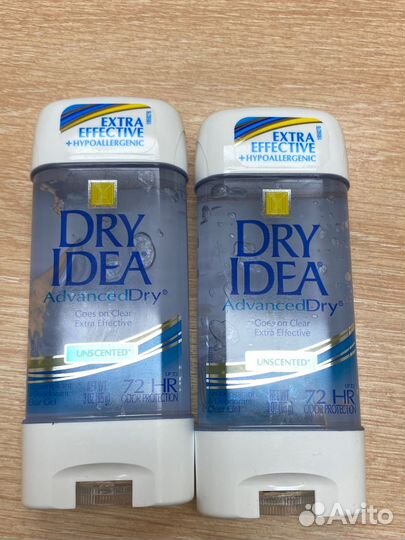 EXTRA
EFFECTIVE
+HYPOALLERGENIC
DRY
IDEA
AdvancedDry®
Goes on Clear
Extra Effective
UNSCENTED*
72 HR
ODOR PROTECTION
EXTRA
EFFECTIVE
+HYPOALLERGENIC
DRY
IDEA®
AdvancedDry®
Goes on Clear
Extra Effective
UNSCENTED*
72 HR
ODOR PROTECTION
Avito